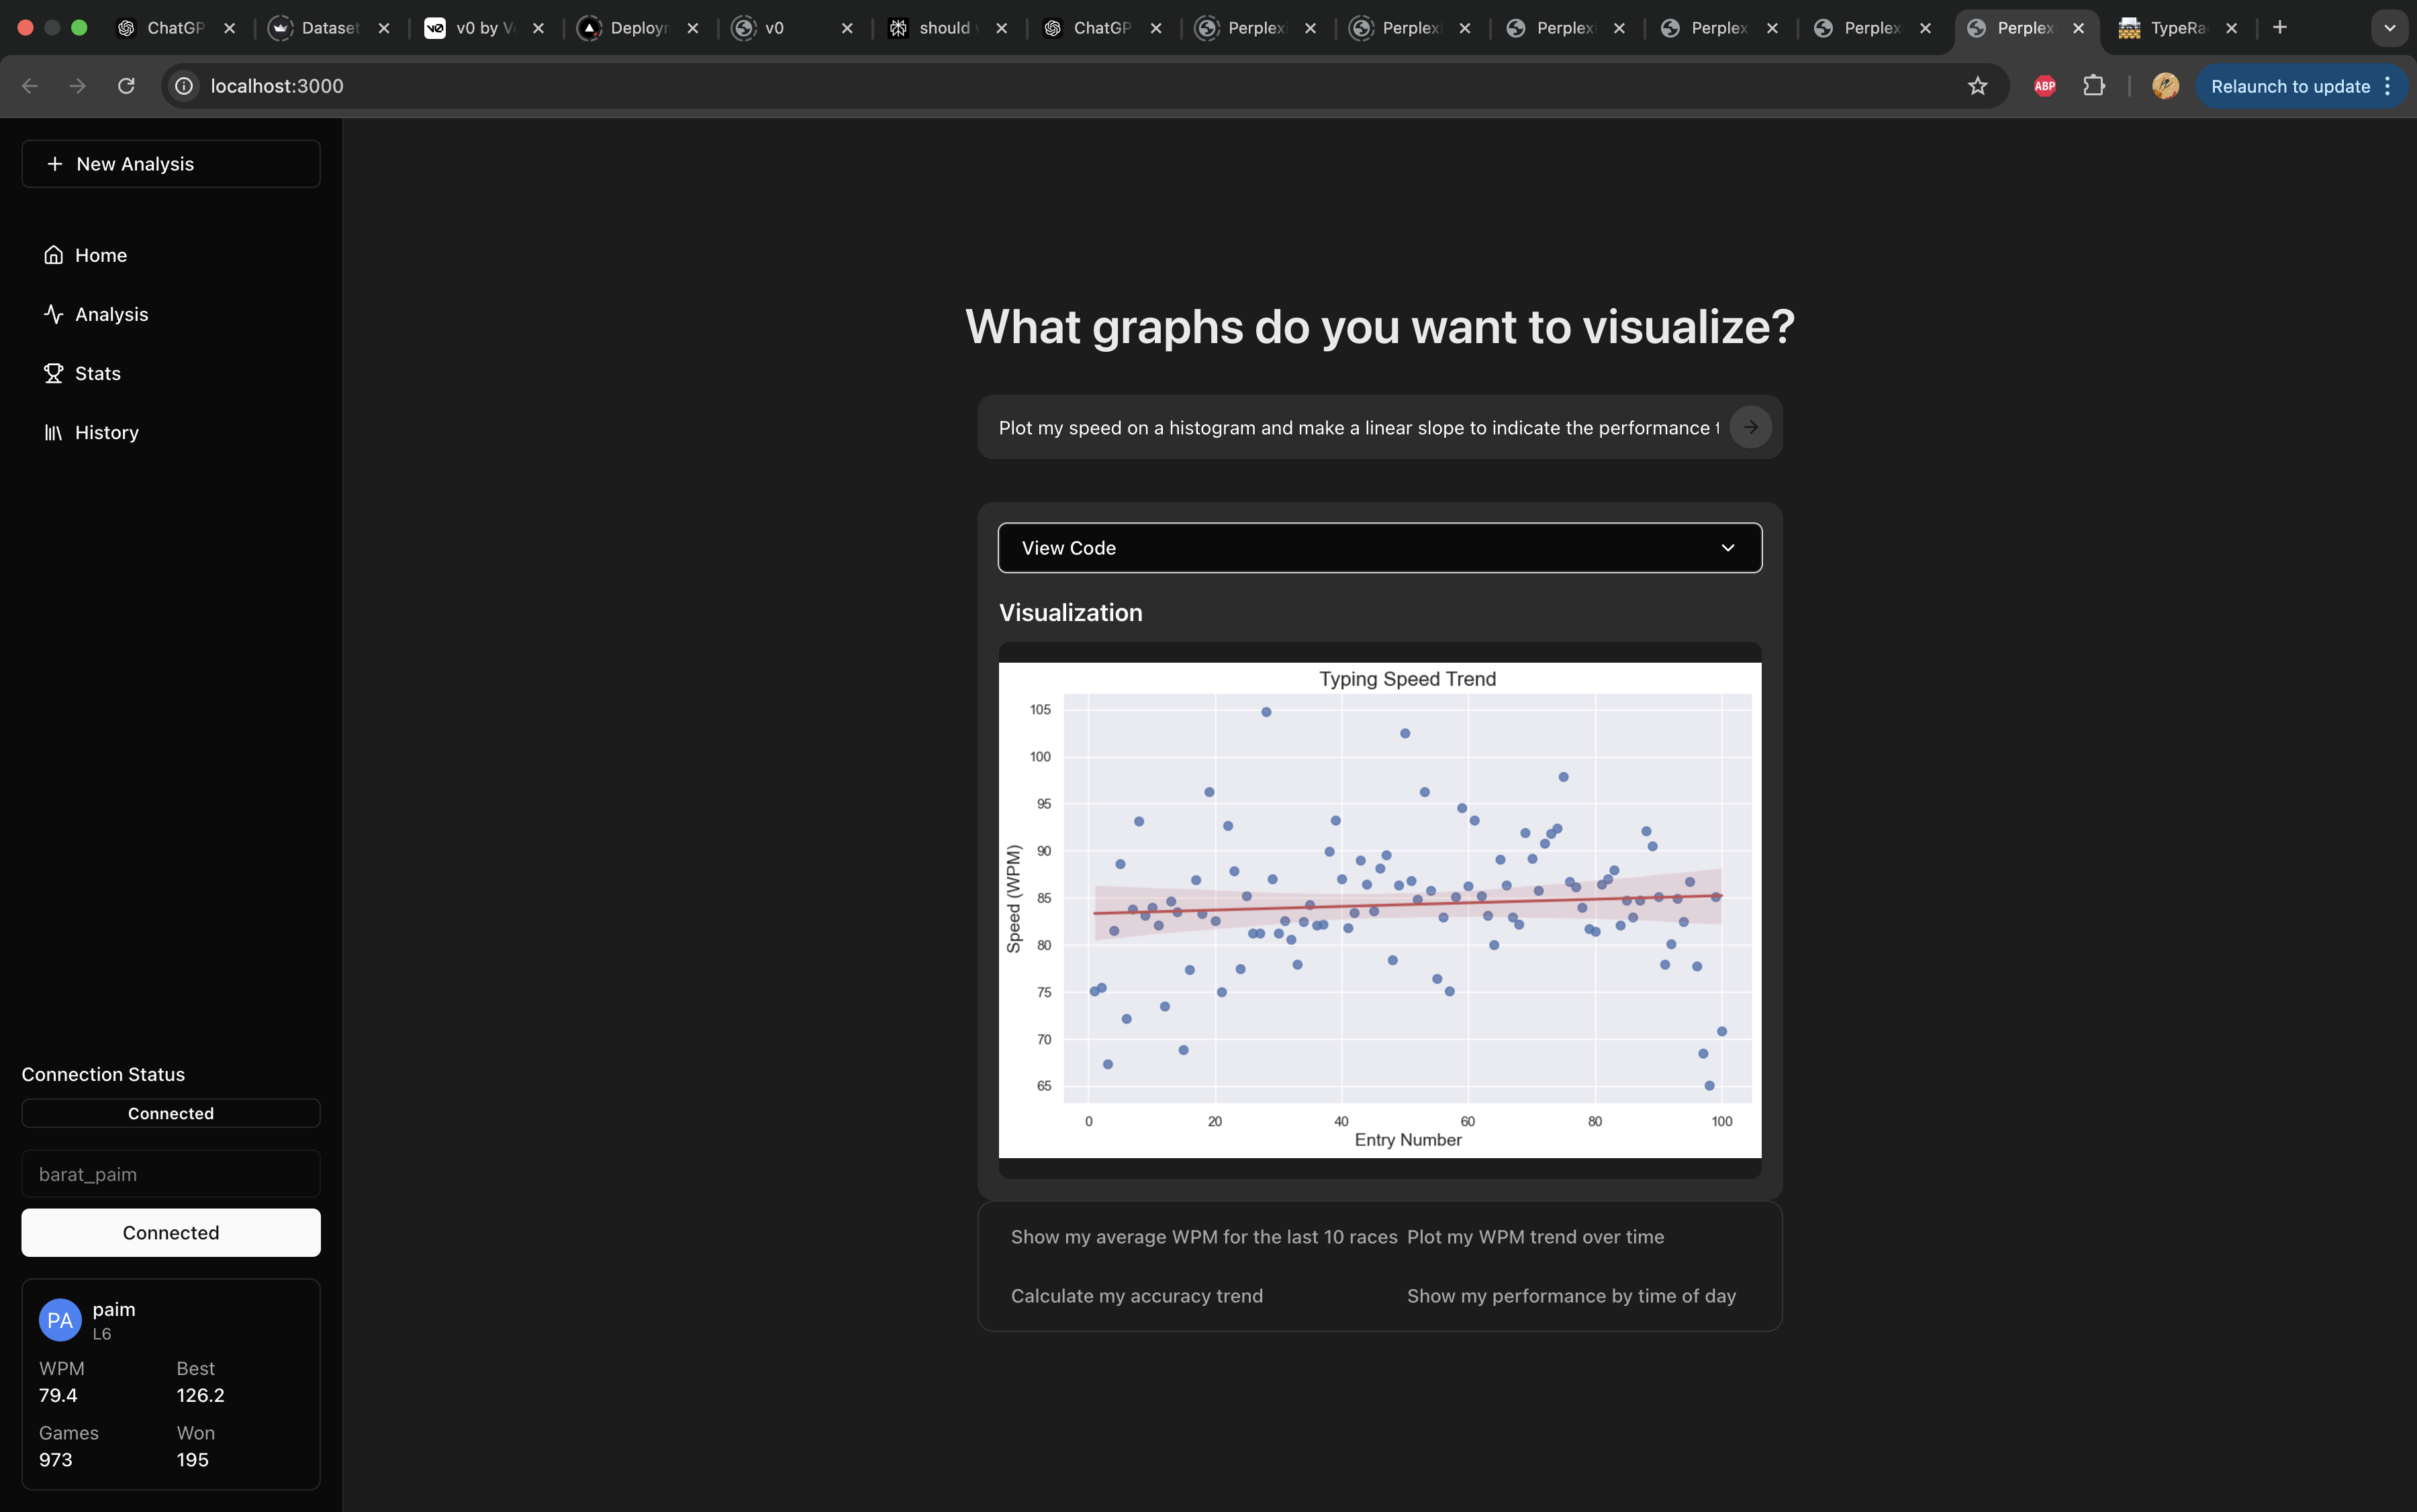 ChatGP
Dataset
v0 by V
Deployn
v0
should
ChatGP
Perplexi
Perplexi
Perplexi
Perplex
Perplex
Perplex
TypeRa
localhost:3000
ABP
Relaunch to update
New Analysis
Home
Analysis
Stats
History
What graphs do you want to visualize?
Plot my speed on a histogram and make a linear slope to indicate the performance t
View Code
Visualization
Typing Speed Trend
105
100
95
90
85
80
75
70
65
Speed (WPM)
0 20 40 60 80 100
Entry Number
Show my average WPM for the last 10 races Plot my WPM trend over time
Calculate my accuracy trend Show my performance by time of day
Connection Status
Connected
barat_paim
Connected
PA
paim
L6
WPM Best
79.4 126.2
Games Won
973 195